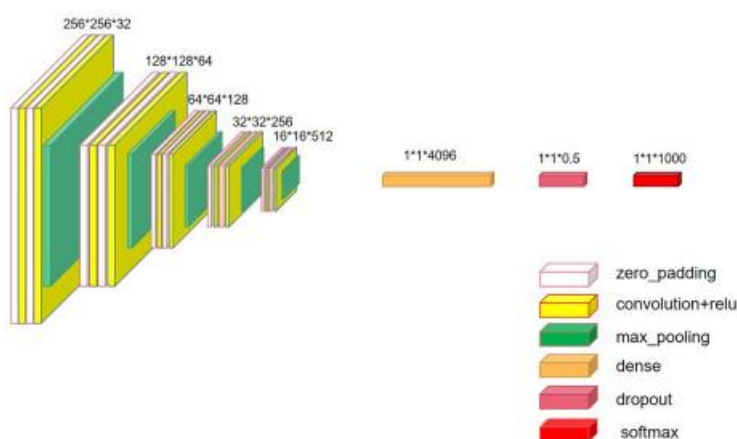 256*256*32
128*128*64
64*64*128
32*32*256
16*16*512
1*1*4096
1*1*0.5
1*1*1000
zero_padding
convolution+relu
max_pooling
dense
dropout
softmax